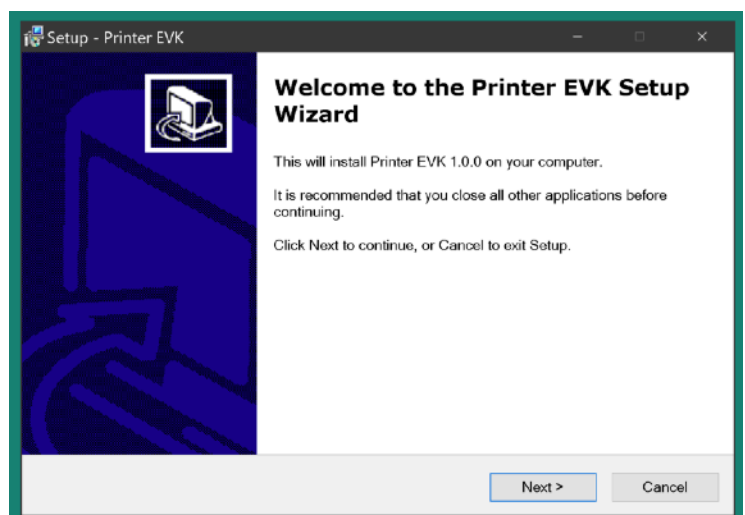 Setup - Printer EVK
Welcome to the Printer EVK Setup
Wizard
This will install Printer EVK 1.0.0 on your computer.
It is recommended that you close all other applications before
continuing.
Click Next to continue, or Cancel to exit Setup.
Next >
Cancel